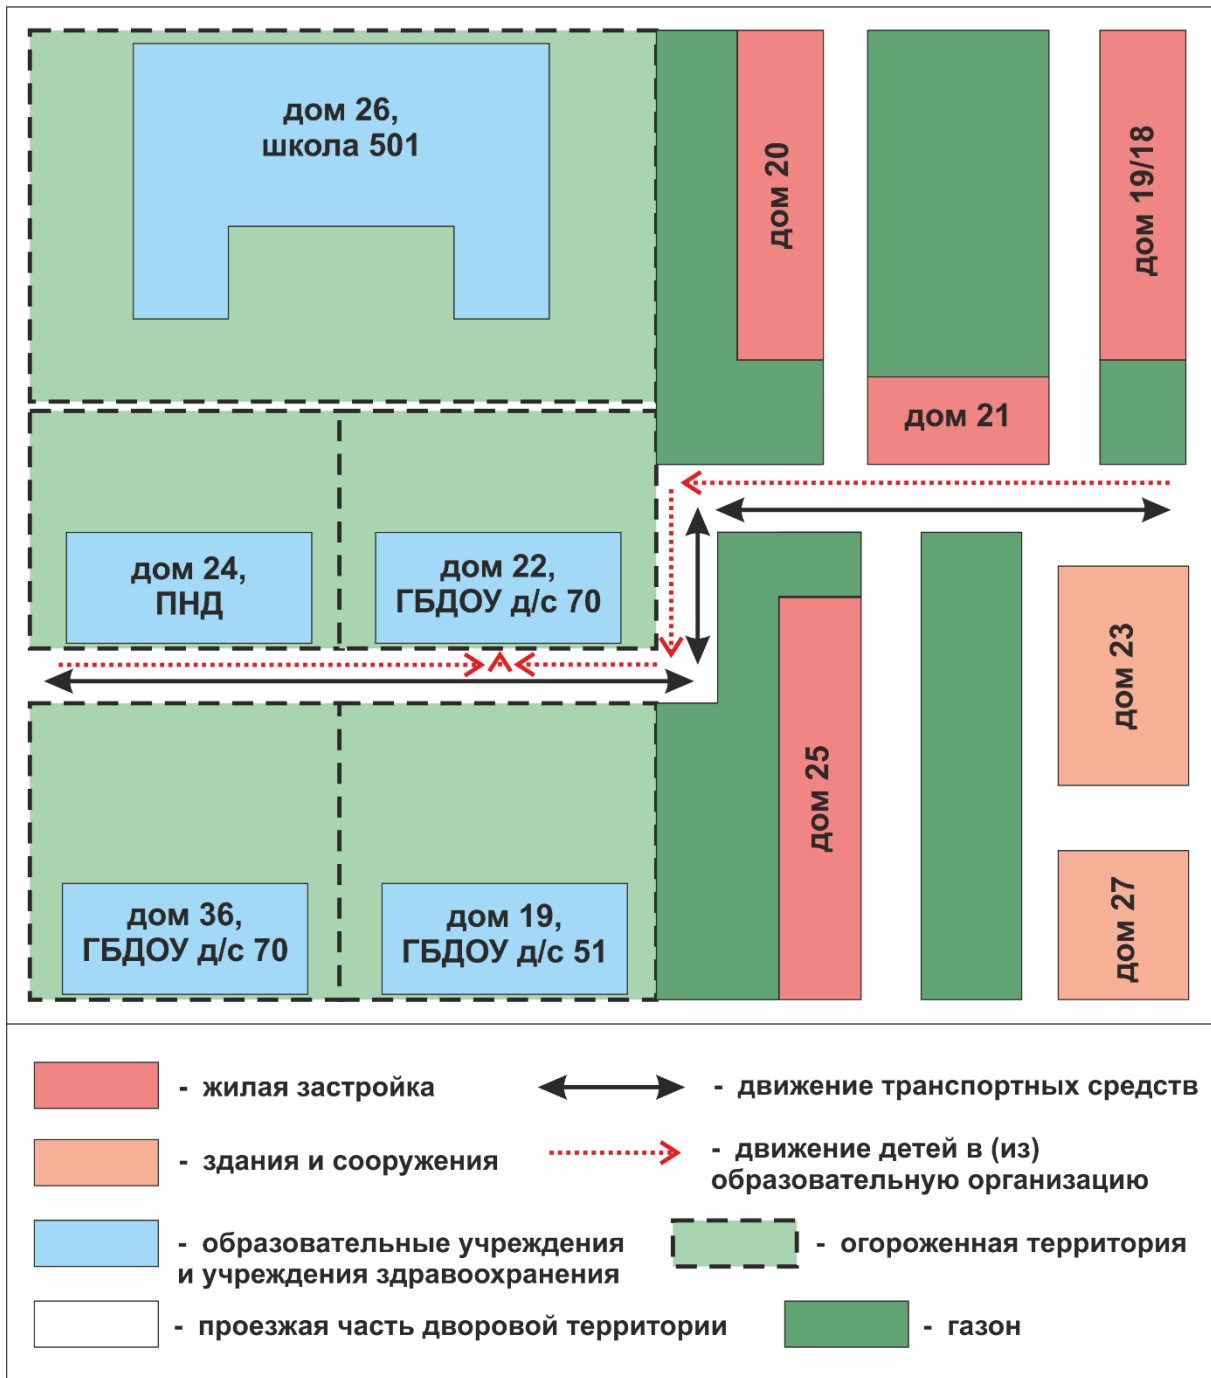 дом 26,
школа 501
дом 20
дом 19/18
дом 21
дом 24,
ПНД
дом 22,
ГБДОУ д/с 70
дом 23
дом 25
дом 36,
ГБДОУ д/с 70
дом 19,
ГБДОУ д/с 51
дом 27
- жилая застройка
- движение транспортных средств
- здания и сооружения
- движение детей в (из)
образовательную организацию
- образовательные учреждения
и учреждения здравоохранения
- огороженная территория
- проезжая часть дворовой территории
- газон